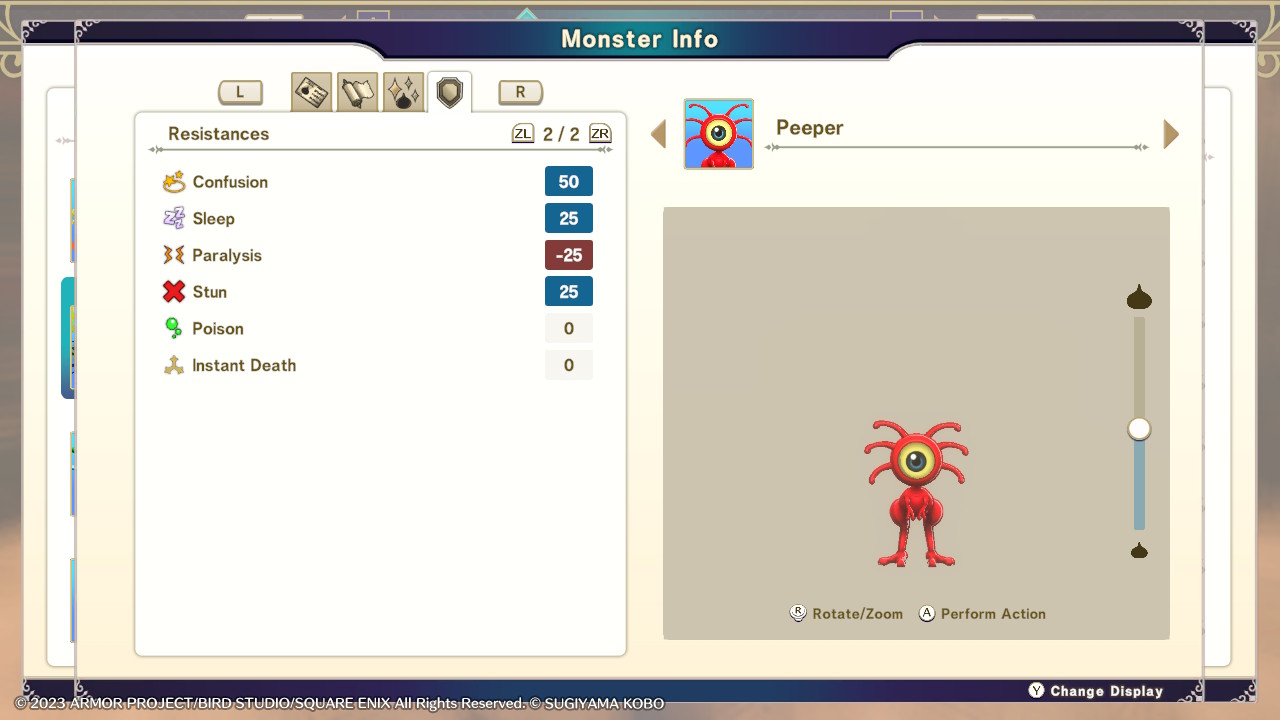 Monster Info
L
R
Resistances
ZL 2 / 2 ZR
Peeper
Confusion 50
Sleep 25
Paralysis -25
Stun 25
Poison 0
Instant Death 0
R Rotate/Zoom A Perform Action
Y Change Display
© 2023 ARMOR PROJECT/BIRD STUDIO/SQUARE ENIX All Rights Reserved. © SUGIYAMA KOBO